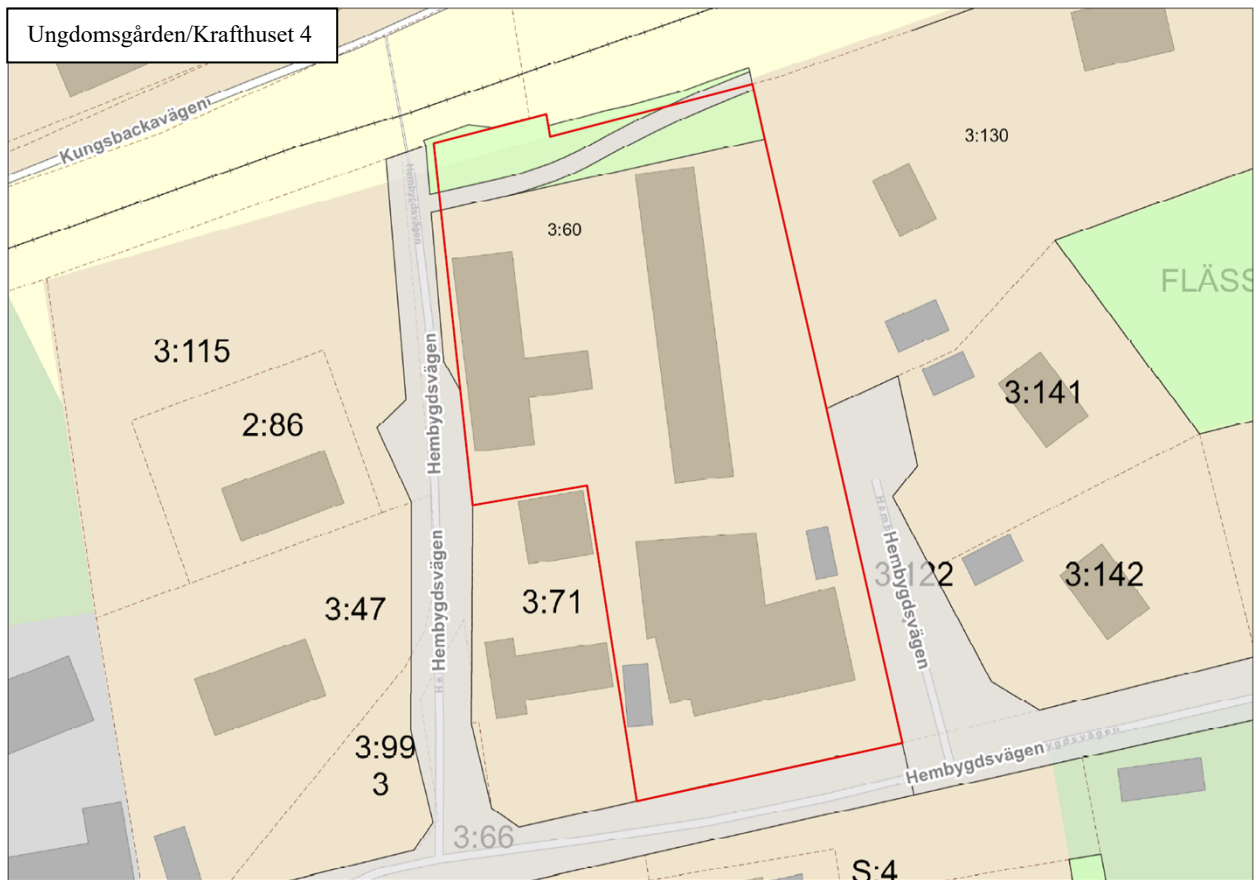 Ungdomsgården/Krafthuset 4
Kungsbackavägen
Hembygdsvägen
3:130
3:60
FLÄSS
3:115
Hembygdsvägen
2:86
3:141
Hembygdsvägen
Hembygdsvägen
3:122
3:142
3:47
3:71
3:99
3
Hembygdsvägen
3:66
S:4